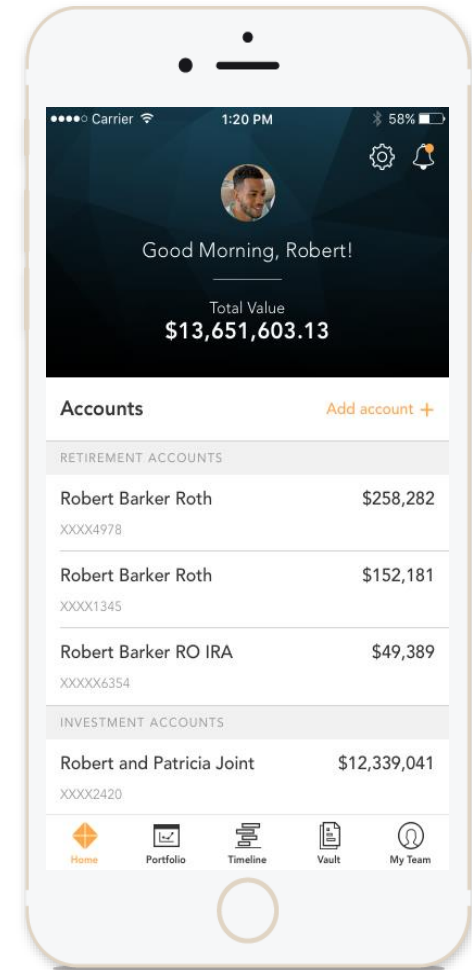 Carrier 1:20 PM 58%
Good Morning, Robert!
Total Value
$13,651,603.13
Accounts Add account +
RETIREMENT ACCOUNTS
Robert Barker Roth $258,282
XXXX4978
Robert Barker Roth $152,181
XXXX1345
Robert Barker RO IRA $49,389
XXXXX6354
INVESTMENT ACCOUNTS
Robert and Patricia Joint $12,339,041
XXXX2420
Home Portfolio Timeline Vault My Team